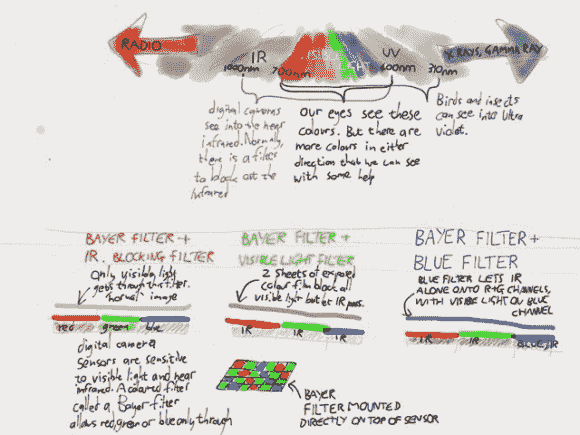 RADIO
IR
VISIBLE LIGHT
UV
X RAYS, GAMMA RAY
1000nm
700nm
400nm
310nm
digital cameras
see into the near
infrared. Normally,
there is a filter
to block out the
infrared
Our eyes see these
colours. But there are
more colours in either
direction that we can see
with some help
Birds and insects
can see into Ultra
violet.
BAYER FILTER +
IR. BLOCKING FILTER
Only visible light
gets through this filter.
normal image
red
green
blue
digital camera
sensors are sensitive
to visible light and near
infrared. A colored filter
called a Bayer filter
allows red, green or blue only through
BAYER FILTER +
VISIBLE LIGHT FILTER
2 sheets of exposed
colour film block all
visible light but let IR pass.
IR
IR
IR
BAYER
FILTER MOUNTED
DIRECTLY ON TOP OF SENSOR
BAYER FILTER +
BLUE FILTER
BLUE FILTER LETS IR
ALONE ONTO R+G CHANNELS,
WITH VISIBLE LIGHT ON BLUE
CHANNEL
IR
IR
BLUE+IR